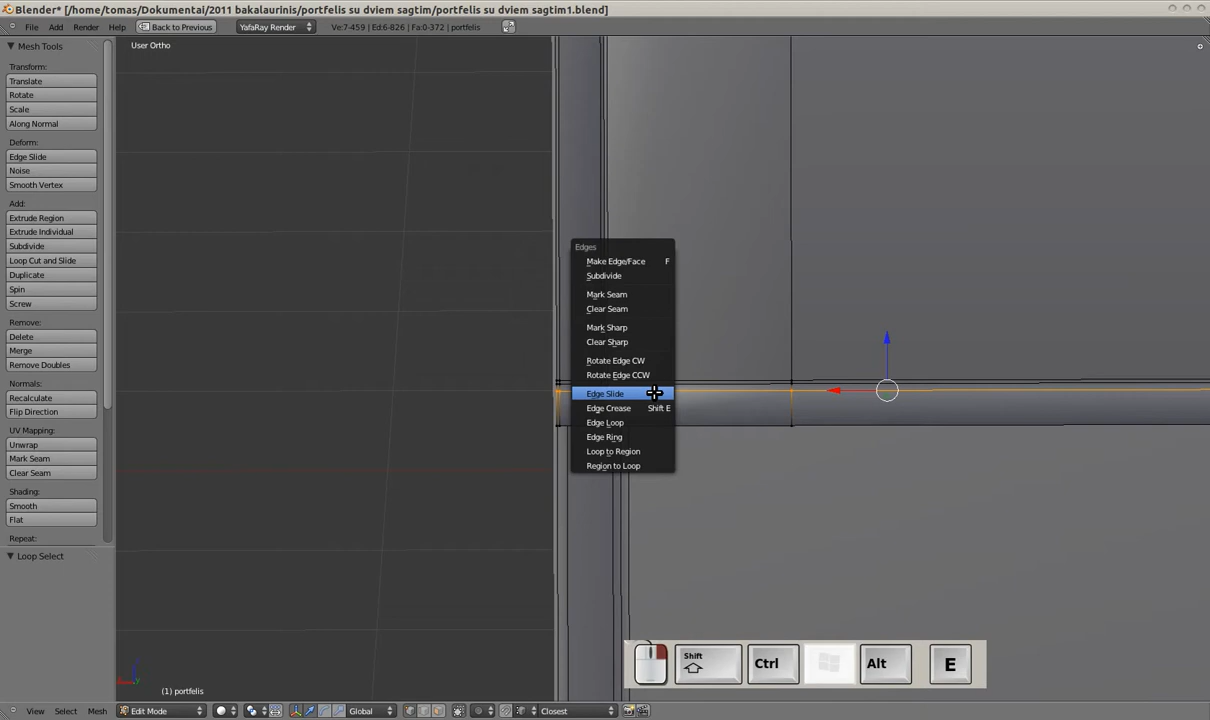 Blender* [/home/tomas/Dokumentai/2011 bakalaurinis/portfelis su dviem sagtim/portfelis su dviem sagtim1.blend]
File Add Render Help Back to Previous YafaRay Render Ve:7-459 | Ed:6-826 | Fa:0-372 | portfelis
Mesh Tools
Transform:
Translate
Rotate
Scale
Along Normal
Deform:
Edge Slide
Noise
Smooth Vertex
Add:
Extrude Region
Extrude Individual
Subdivide
Loop Cut and Slide
Duplicate
Spin
Screw
Remove:
Delete
Merge
Remove Doubles
Normals:
Recalculate
Flip Direction
UV Mapping:
Unwrap
Mark Seam
Clear Seam
Shading:
Smooth
Flat
Repeat:
Loop Select
User Ortho
Edges
Make Edge/Face F
Subdivide
Mark Seam
Clear Seam
Mark Sharp
Clear Sharp
Rotate Edge CW
Rotate Edge CCW
Edge Slide
Edge Crease Shift E
Edge Loop
Edge Ring
Loop to Region
Region to Loop
Shift Ctrl Alt E
(1) portfelis
View Select Mesh Edit Mode Global Closest